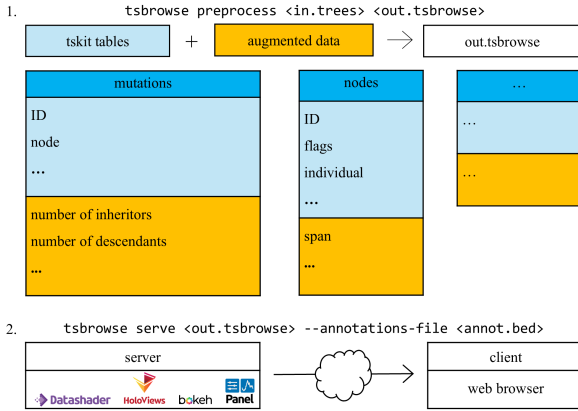 1. tsbrowse preprocess <in.trees> <out.tsbrowse>
tskit tables + augmented data out.tsbrowse
mutations
ID
node
...
number of inheritors
number of descendants
...
nodes
ID
flags
individual
...
span
...
...
...
...
2. tsbrowse serve <out.tsbrowse> --annotations-file <annot.bed>
server
Datashader HoloViews bokeh Panel
client
web browser